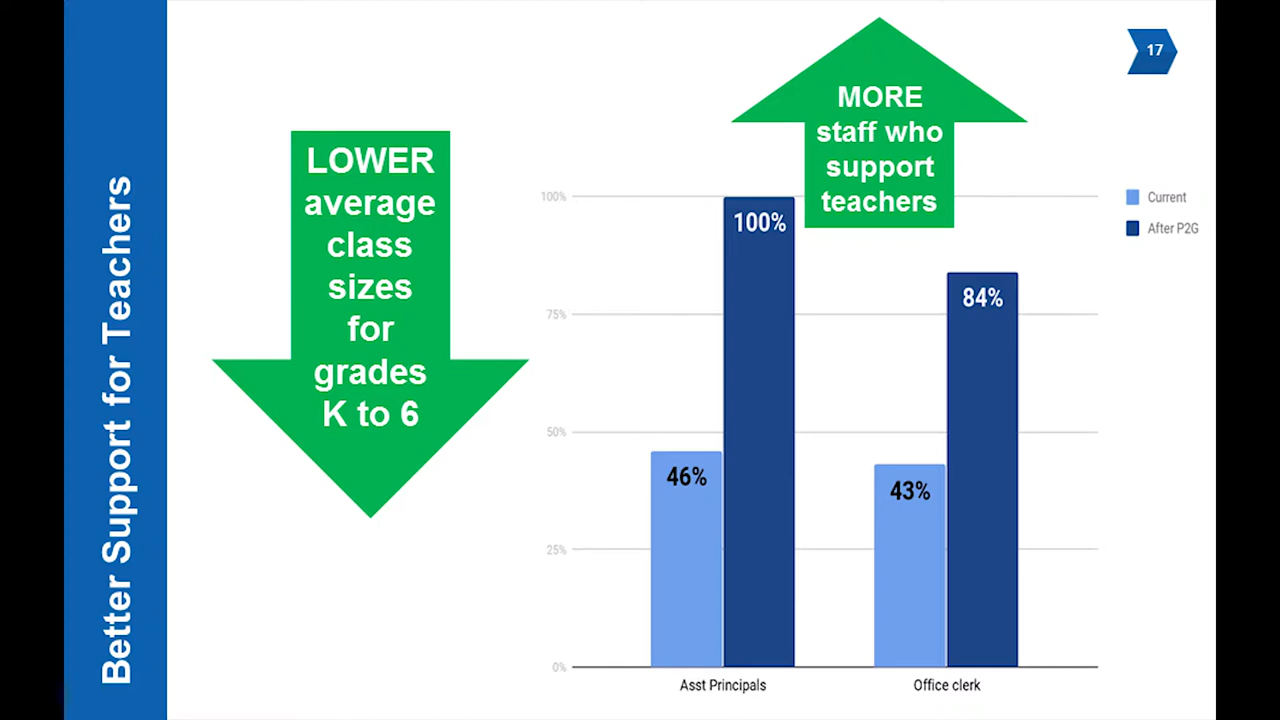 Better Support for Teachers
17
LOWER
average
class
sizes
for
grades
K to 6
MORE
staff who
support
teachers
100%
75%
50%
25%
0%
46%
100%
43%
84%
Asst Principals
Office clerk
Current
After P2G